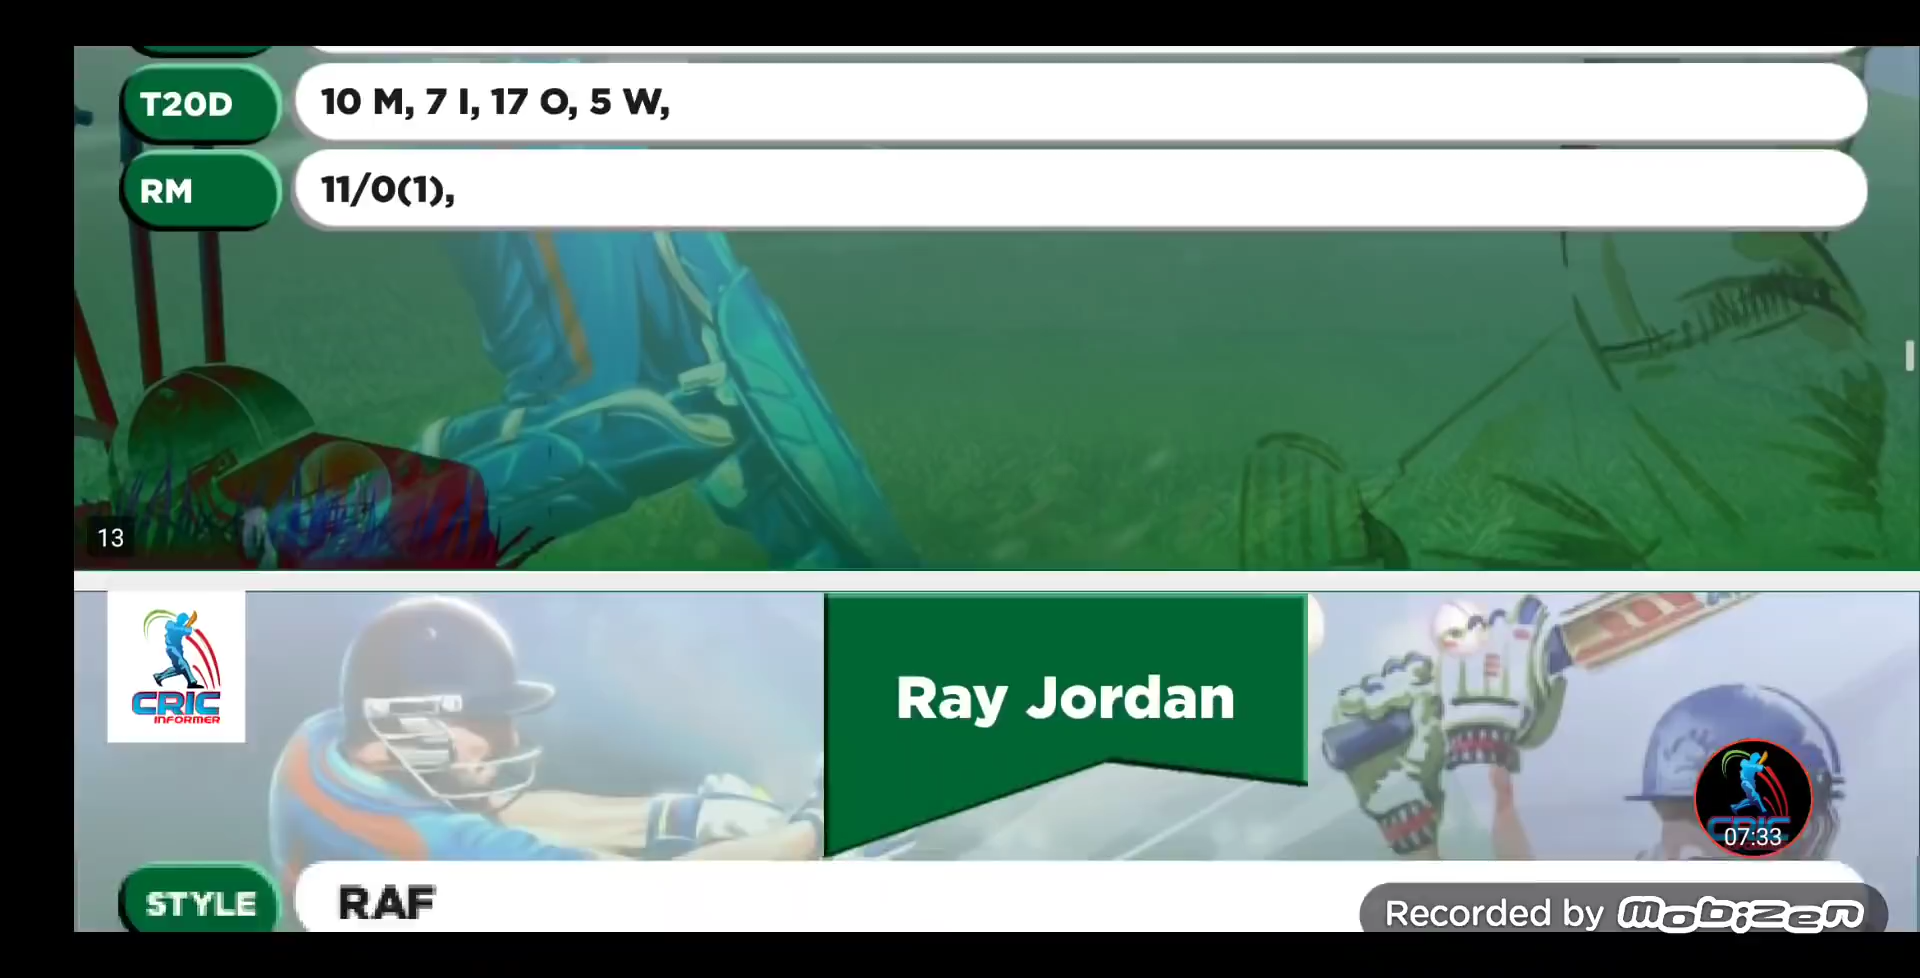 T20D
10 M, 7 I, 17 O, 5 W,
RM
11/0(1),
13
CRIC
INFORMER
Ray Jordan
CRIC
07:33
STYLE
RAF
Recorded by Mobizen